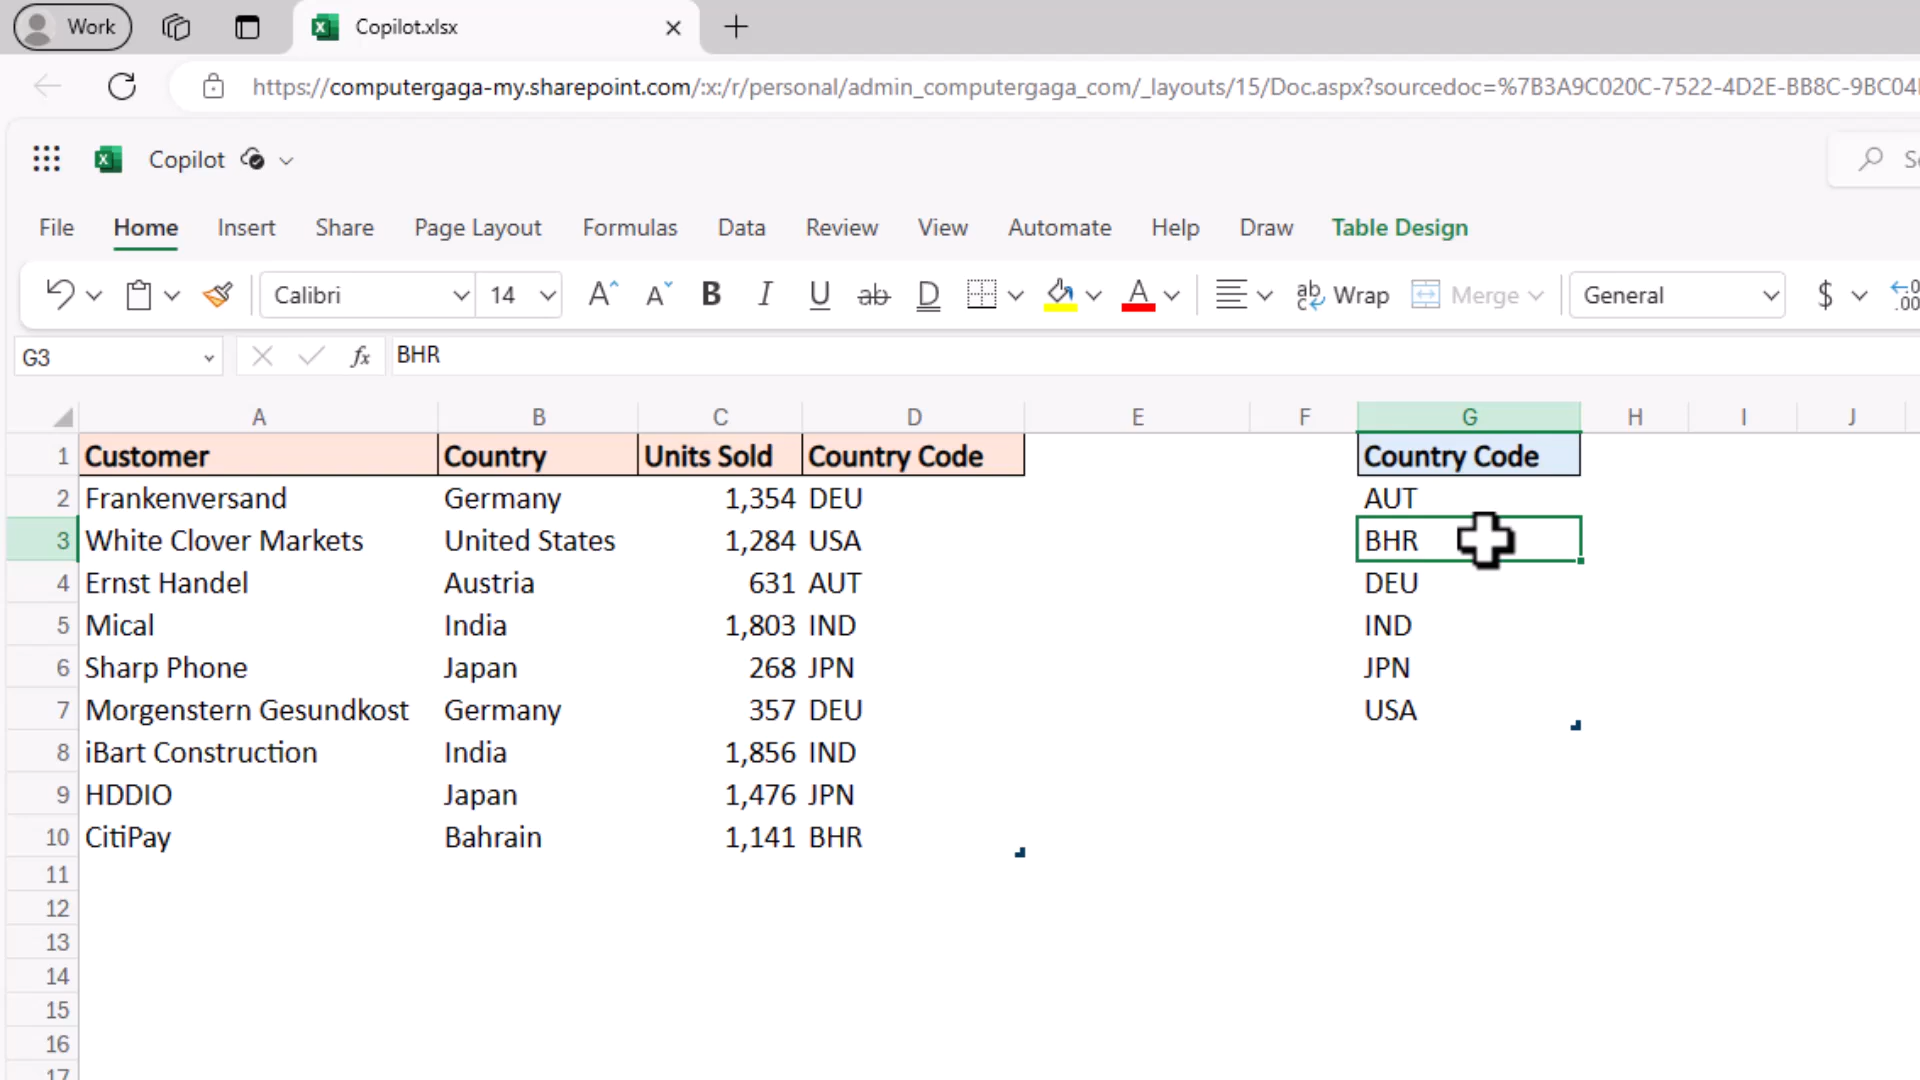 Work
Copilot.xlsx
https://computergaga-my.sharepoint.com/:x:/r/personal/admin_computergaga_com/_layouts/15/Doc.aspx?sourcedoc=%7B3A9C020C-7522-4D2E-BB8C-9BC04
Copilot
File Home Insert Share Page Layout Formulas Data Review View Automate Help Draw Table Design
Calibri 14 A A B I U ab D A ab c Wrap Merge General $ .00
G3 fx BHR
A B C D E F G H I J
1 Customer Country Units Sold Country Code Country Code
2 Frankenversand Germany 1,354 DEU AUT
3 White Clover Markets United States 1,284 USA BHR
4 Ernst Handel Austria 631 AUT DEU
5 Mical India 1,803 IND IND
6 Sharp Phone Japan 268 JPN JPN
7 Morgenstern Gesundkost Germany 357 DEU USA
8 iBart Construction India 1,856 IND
9 HDDIO Japan 1,476 JPN
10 CitiPay Bahrain 1,141 BHR
11
12
13
14
15
16
17